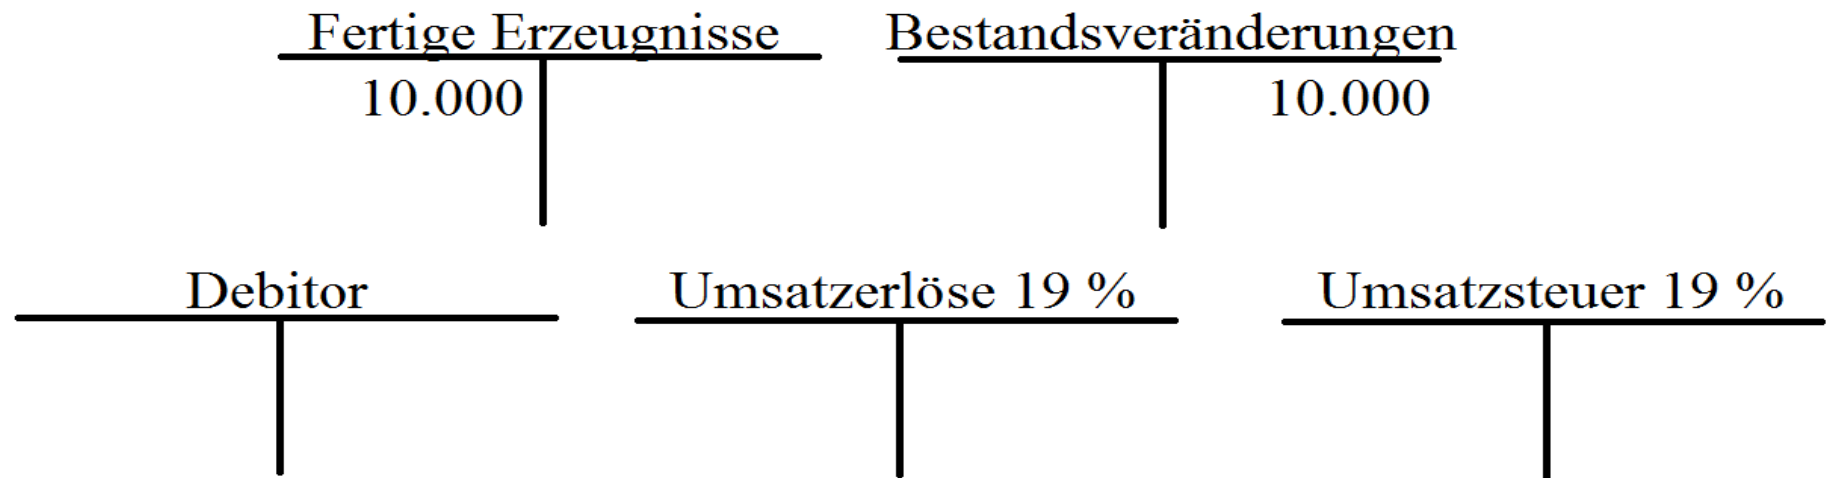 Fertige Erzeugnisse Bestandsveränderungen
10.000 10.000
Debitor Umsatzerlöse 19 % Umsatzsteuer 19 %